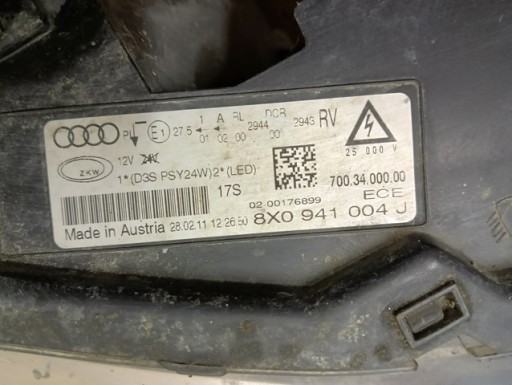 PL E1 27.5 1 A RL DCR RV
01 02 00 2944 00 2943
ZKW 12V 24V 25 000 V
1*(D3S PSY24W)2*(LED) 17S 700.34.000.00
ECE
02 00176899
Made in Austria 28.02.11 12:26:50 8X0 941 004 J